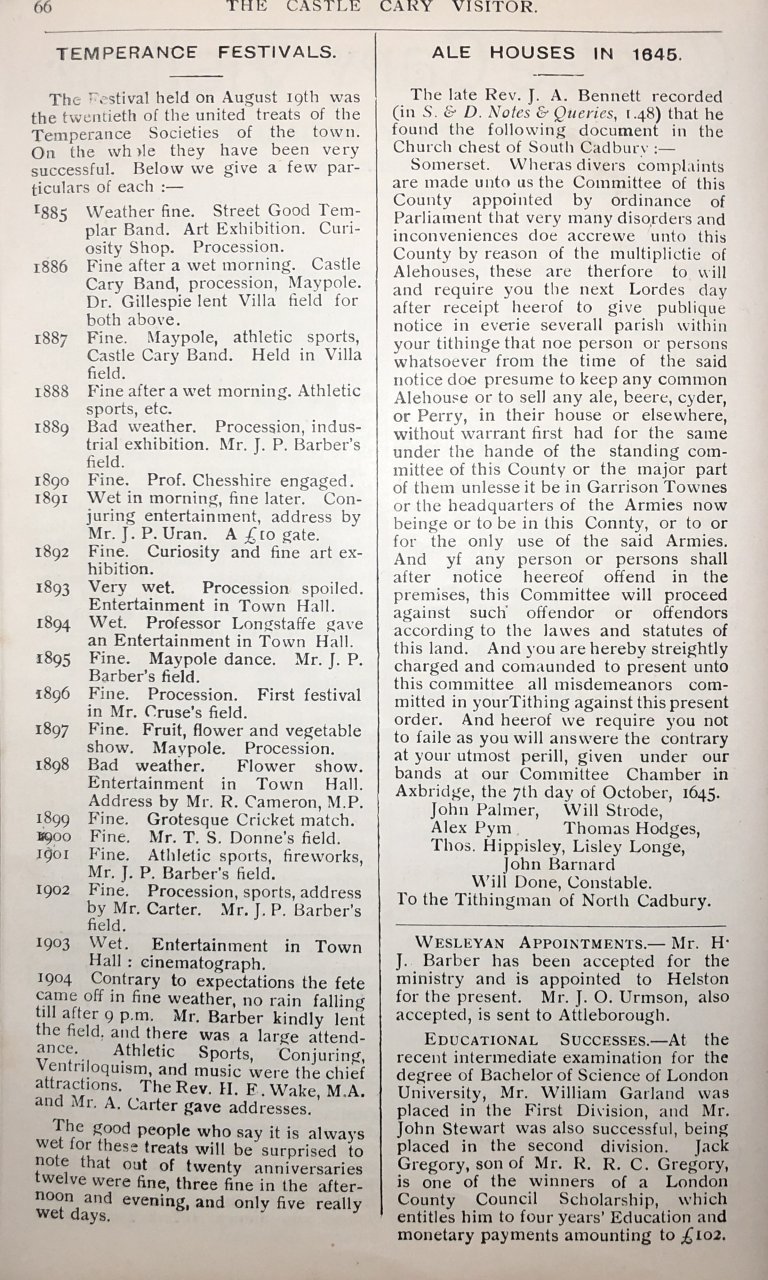 66
THE CASTLE CARY VISITOR.
TEMPERANCE FESTIVALS.
The Festival held on August 19th was
the twentieth of the united treats of the
Temperance Societies of the town.
On the whole they have been very
successful. Below we give a few par-
ticulars of each :—
1885 Weather fine. Street Good Tem-
plar Band. Art Exhibition. Curi-
osity Shop. Procession.
1886 Fine after a wet morning. Castle
Cary Band, procession, Maypole.
Dr. Gillespie lent Villa field for
both above.
1887 Fine. Maypole, athletic sports,
Castle Cary Band. Held in Villa
field.
1888 Fine after a wet morning. Athletic
sports, etc.
1889 Bad weather. Procession, indus-
trial exhibition. Mr. J. P. Barber's
field.
1890 Fine. Prof. Chesshire engaged.
1891 Wet in morning, fine later. Con-
juring entertainment, address by
Mr. J. P. Uran. A £10 gate.
1892 Fine. Curiosity and fine art ex-
hibition.
1893 Very wet. Procession spoiled.
Entertainment in Town Hall.
1894 Wet. Professor Longstaffe gave
an Entertainment in Town Hall.
1895 Fine. Maypole dance. Mr. J. P.
Barber's field.
1896 Fine. Procession. First festival
in Mr. Cruse's field.
1897 Fine. Fruit, flower and vegetable
show. Maypole. Procession.
1898 Bad weather. Flower show.
Entertainment in Town Hall.
Address by Mr. R. Cameron, M.P.
1899 Fine. Grotesque Cricket match.
1900 Fine. Mr. T. S. Donne's field.
1901 Fine. Athletic sports, fireworks,
Mr. J. P. Barber's field.
1902 Fine. Procession, sports, address
by Mr. Carter. Mr. J. P. Barber's
field.
1903 Wet. Entertainment in Town
Hall : cinematograph.
1904 Contrary to expectations the fete
came off in fine weather, no rain falling
till after 9 p.m. Mr. Barber kindly lent
the field, and there was a large attend-
ance. Athletic Sports, Conjuring,
Ventriloquism, and music were the chief
attractions. The Rev. H. E. Wake, M.A.
and Mr. A. Carter gave addresses.
The good people who say it is always
wet for these treats will be surprised to
note that out of twenty anniversaries
twelve were fine, three fine in the after-
noon and evening, and only five really
wet days.
ALE HOUSES IN 1645.
The late Rev. J. A. Bennett recorded
(in S. & D. Notes & Queries, 1.48) that he
found the following document in the
Church chest of South Cadbury :—
Somerset. Wheras divers complaints
are made unto us the Committee of this
County appointed by ordinance of
Parliament that very many disorders and
inconveniences doe accrewe unto this
County by reason of the multiplictie of
Alehouses, these are therfore to will
and require you the next Lordes day
after receipt heerof to give publique
notice in everie severall parish within
your tithinge that noe person or persons
whatsoever from the time of the said
notice doe presume to keep any common
Alehouse or to sell any ale, beere, cyder,
or Perry, in their house or elsewhere,
without warrant first had for the same
under the hande of the standing com-
mittee of this County or the major part
of them unlesse it be in Garrison Townes
or the headquarters of the Armies now
beinge or to be in this Connty, or to or
for the only use of the said Armies.
And yf any person or persons shall
after notice heereof offend in the
premises, this Committee will proceed
against such offendor or offendors
according to the lawes and statutes of
this land. And you are hereby streightly
charged and comaunded to present unto
this committee all misdemeanors com-
mitted in yourTithing against this present
order. And heerof we require you not
to faile as you will answere the contrary
at your utmost perill, given under our
bands at our Committee Chamber in
Axbridge, the 7th day of October, 1645.
John Palmer, Will Strode,
Alex Pym Thomas Hodges,
Thos. Hippisley, Lisley Longe,
John Barnard
Will Done, Constable.
To the Tithingman of North Cadbury.
WESLEYAN APPOINTMENTS.— Mr. H.
J. Barber has been accepted for the
ministry and is appointed to Helston
for the present. Mr. J. O. Urmson, also
accepted, is sent to Attleborough.
EDUCATIONAL SUCCESSES.—At the
recent intermediate examination for the
degree of Bachelor of Science of London
University, Mr. William Garland was
placed in the First Division, and Mr.
John Stewart was also successful, being
placed in the second division. Jack
Gregory, son of Mr. R. R. C. Gregory,
is one of the winners of a London
County Council Scholarship, which
entitles him to four years' Education and
monetary payments amounting to £102.